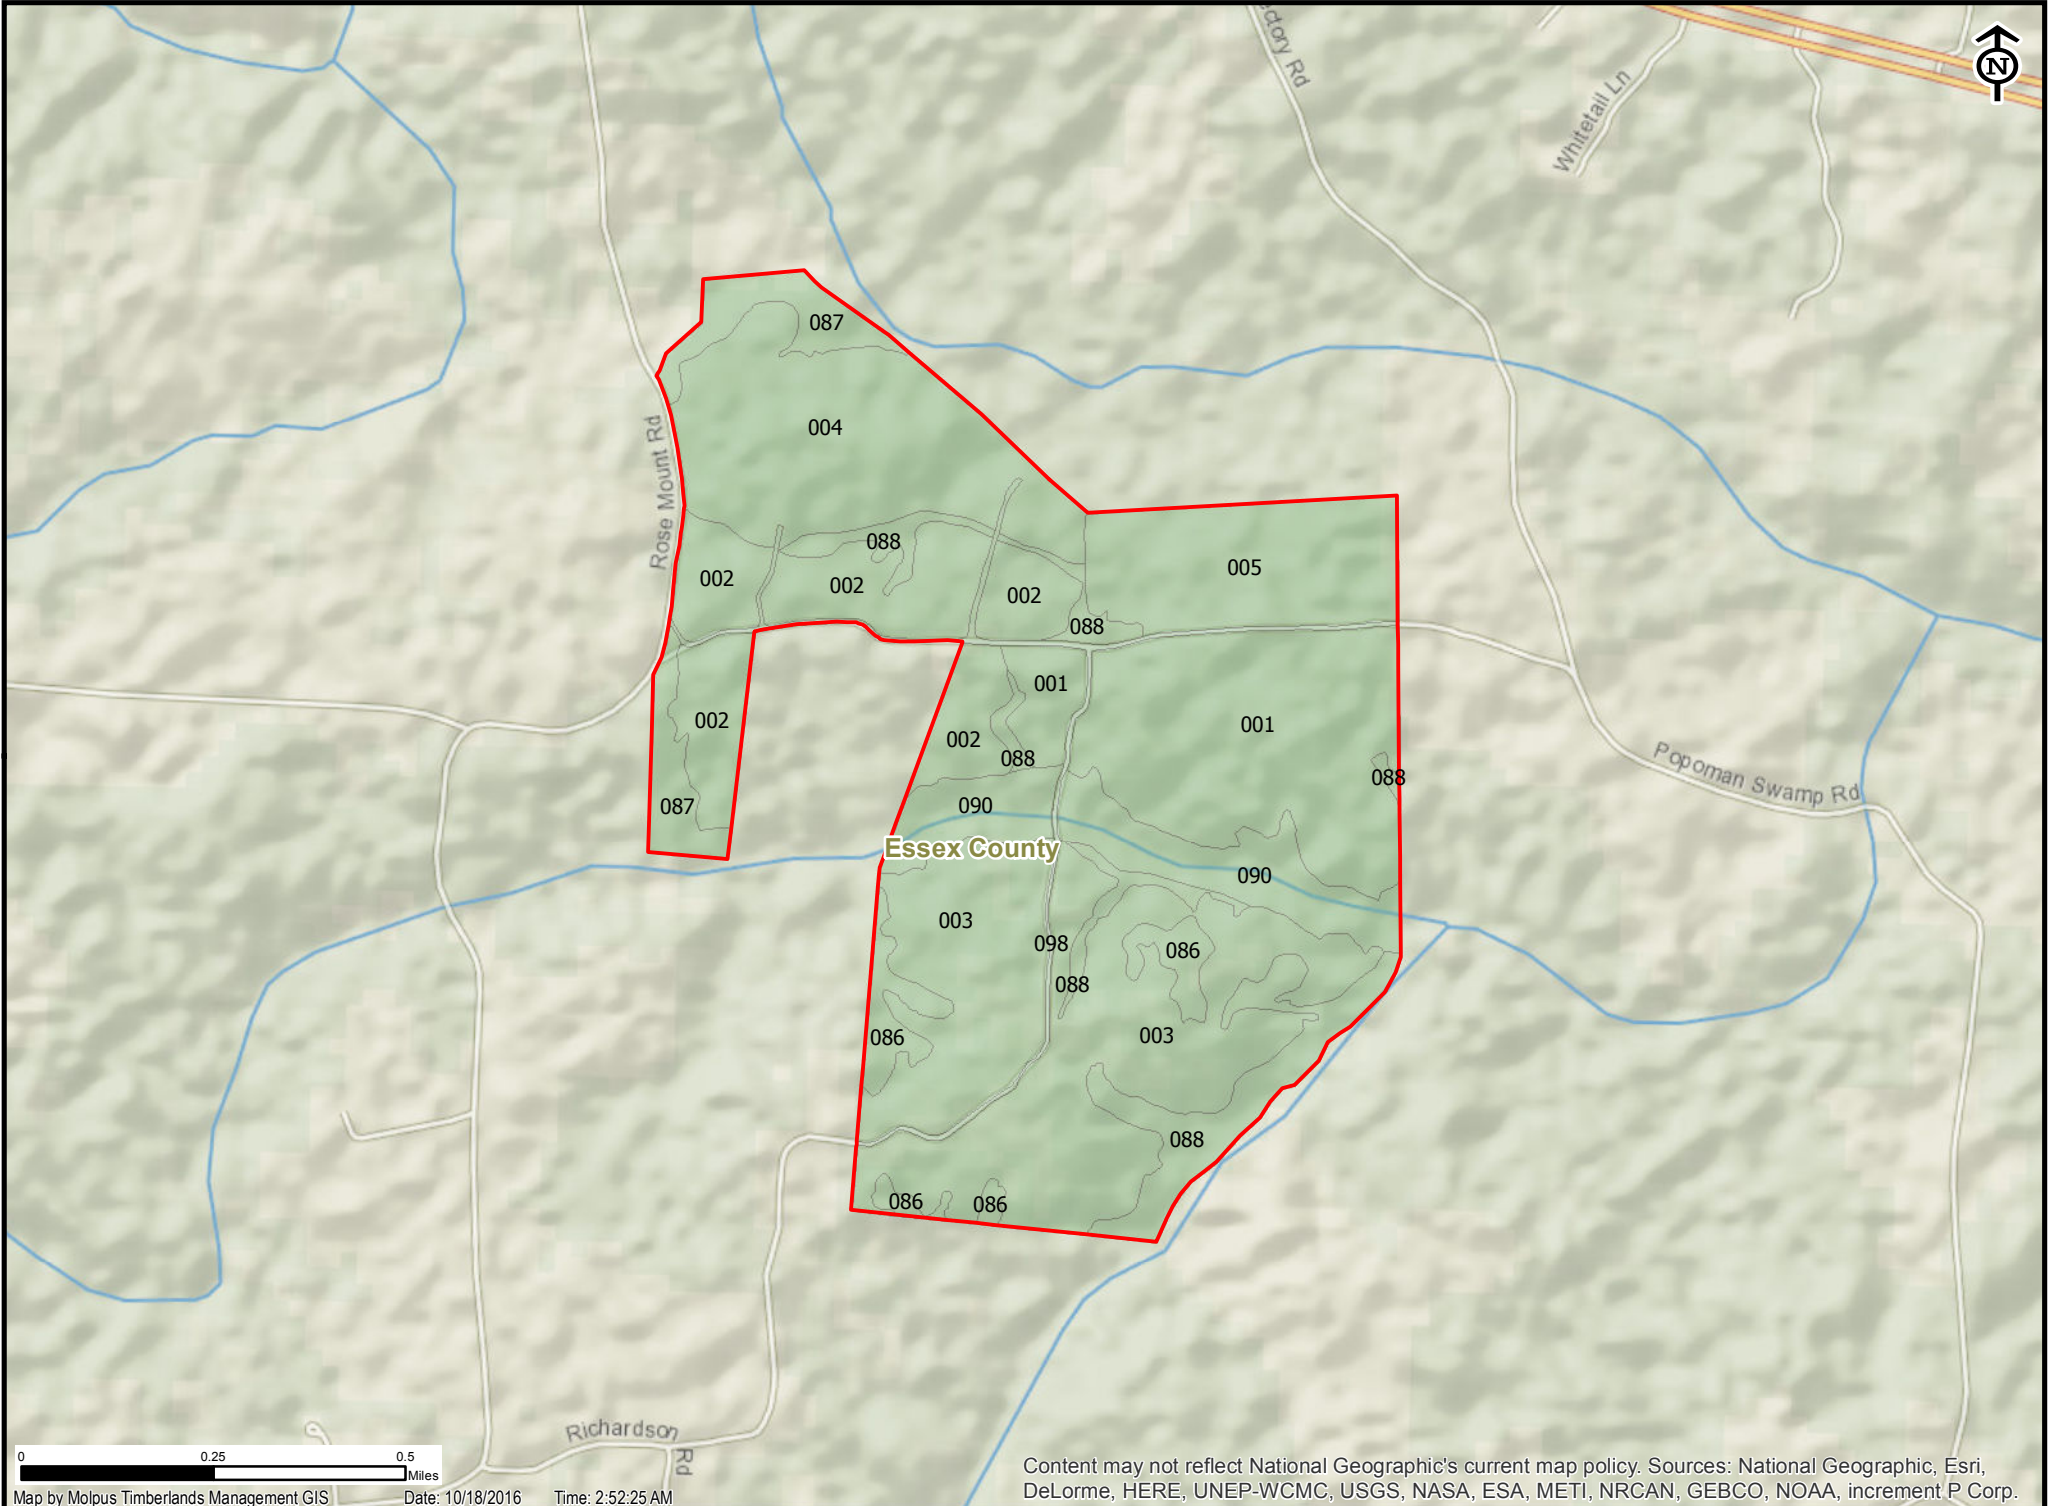 ectory Rd
Whitetail Ln
N
087
004
Rose Mount Rd
088
005
002
002
002
088
001
002
001
002
088
088
Popoman Swamp Rd
087
090
Essex County
090
003
098
086
088
086
003
088
086
086
Richardson Rd
0 0.25 0.5
Miles
Map by Molpus Timberlands Management GIS Date: 10/18/2016 Time: 2:52:25 AM
Content may not reflect National Geographic's current map policy. Sources: National Geographic, Esri,
DeLorme, HERE, UNEP-WCMC, USGS, NASA, ESA, METI, NRCAN, GEBCO, NOAA, increment P Corp.